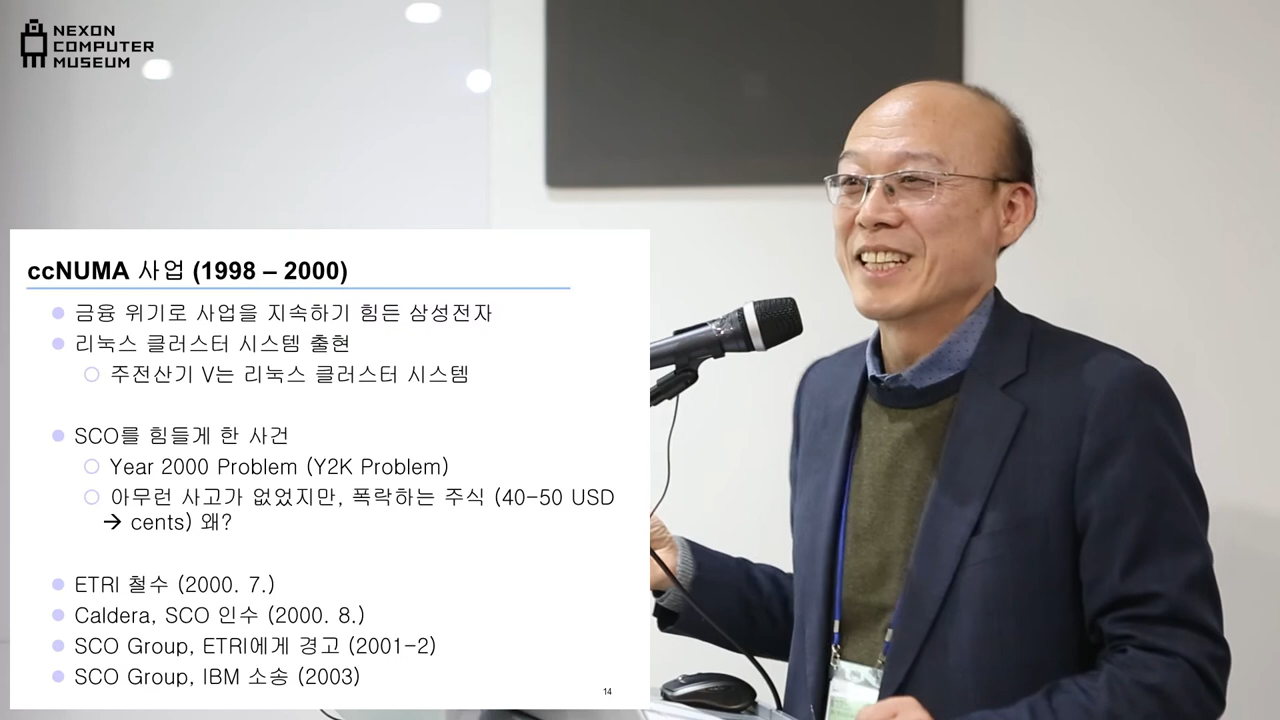 NEXON
COMPUTER
MUSEUM
ccNUMA 사업 (1998 – 2000)
금융 위기로 사업을 지속하기 힘든 삼성전자
리눅스 클러스터 시스템 출현
주전산기 V는 리눅스 클러스터 시스템
SCO를 힘들게 한 사건
Year 2000 Problem (Y2K Problem)
아무런 사고가 없었지만, 폭락하는 주식 (40-50 USD
→ cents) 왜?
ETRI 철수 (2000. 7.)
Caldera, SCO 인수 (2000. 8.)
SCO Group, ETRI에게 경고 (2001-2)
SCO Group, IBM 소송 (2003)
14